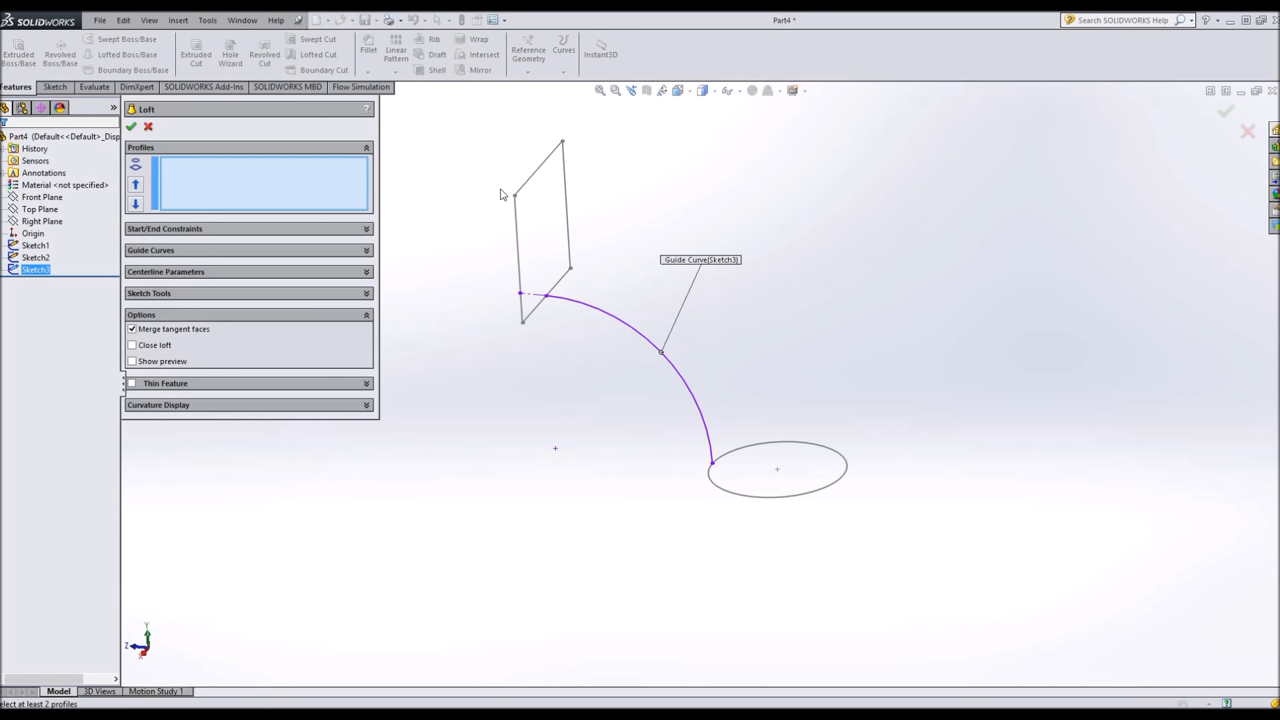 SOLIDWORKS File Edit View Insert Tools Window Help Part4 * Search SOLIDWORKS Help
Extruded Boss/Base
Revolved Boss/Base
Swept Boss/Base
Lofted Boss/Base
Boundary Boss/Base
Extruded Cut
Hole Wizard
Revolved Cut
Swept Cut
Lofted Cut
Boundary Cut
Fillet
Linear Pattern
Rib
Draft
Shell
Wrap
Intersect
Mirror
Reference Geometry
Curves
Instant3D
Features Sketch Evaluate DimXpert SOLIDWORKS Add-Ins SOLIDWORKS MBD Flow Simulation
Part4 (Default<<Default>_Disp
History
Sensors
Annotations
Material <not specified>
Front Plane
Top Plane
Right Plane
Origin
Sketch1
Sketch2
Sketch3
Loft ?
Profiles
Start/End Constraints
Guide Curves
Centerline Parameters
Sketch Tools
Options
Merge tangent faces
Close loft
Show preview
Thin Feature
Curvature Display
Guide Curve(Sketch3)
Y
Z
X
Model 3D Views Motion Study 1
elect at least 2 profiles IPS